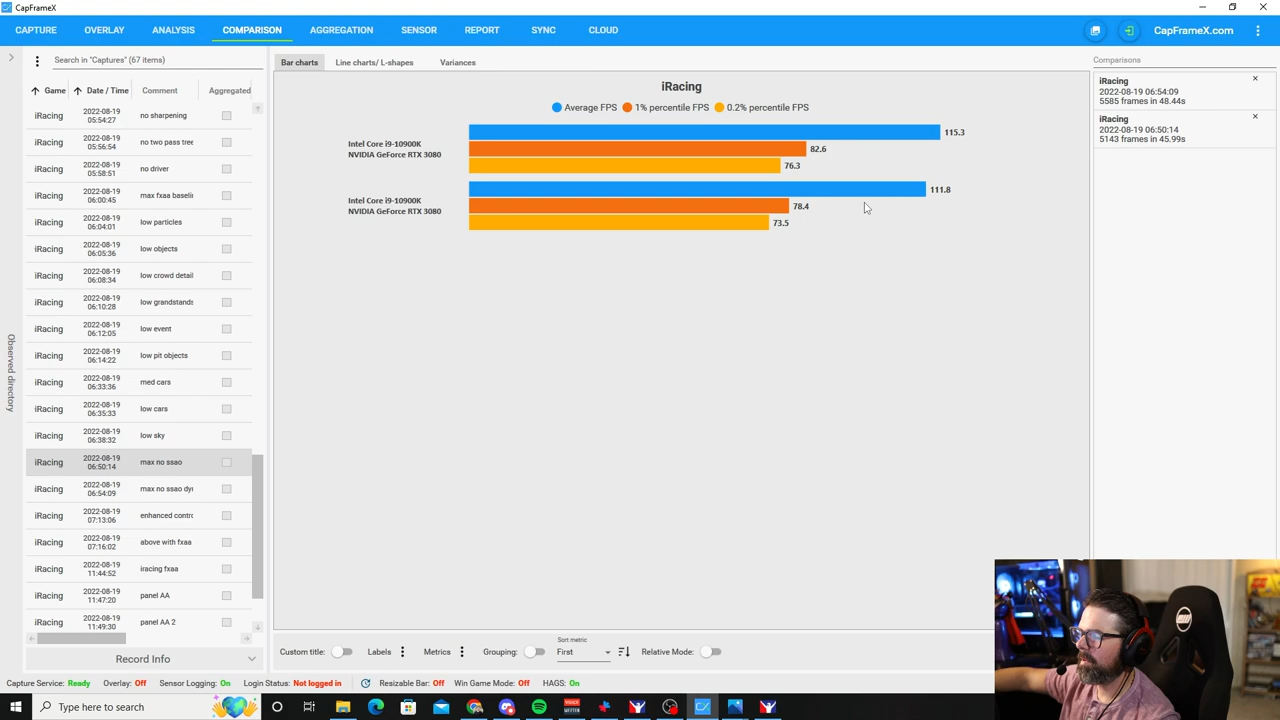 CapFrameX
CAPTURE OVERLAY ANALYSIS COMPARISON AGGREGATION SENSOR REPORT SYNC CLOUD CapFrameX.com
Search in "Captures" (67 items)
Game Date / Time Comment Aggregated
iRacing 2022-08-19 05:54:27 no sharpening
iRacing 2022-08-19 05:56:54 no two pass tree
iRacing 2022-08-19 05:58:51 no driver
iRacing 2022-08-19 06:00:45 max fxaa baseli
iRacing 2022-08-19 06:04:01 low particles
iRacing 2022-08-19 06:05:36 low objects
iRacing 2022-08-19 06:08:34 low crowd detail
iRacing 2022-08-19 06:10:28 low grandstands
iRacing 2022-08-19 06:12:05 low event
iRacing 2022-08-19 06:14:22 low pit objects
iRacing 2022-08-19 06:33:36 med cars
iRacing 2022-08-19 06:35:33 low cars
iRacing 2022-08-19 06:38:32 low sky
iRacing 2022-08-19 06:50:14 max no ssao
iRacing 2022-08-19 06:54:09 max no ssao dy
iRacing 2022-08-19 07:13:06 enhanced contr
iRacing 2022-08-19 07:16:02 above with fxaa
iRacing 2022-08-19 11:44:52 iracing fxaa
iRacing 2022-08-19 11:47:20 panel AA
iRacing 2022-08-19 11:49:30 panel AA 2
Record Info
Observed directory
Bar charts Line charts/ L-shapes Variances
iRacing
Average FPS 1% percentile FPS 0.2% percentile FPS
Intel Core i9-10900K
NVIDIA GeForce RTX 3080
115.3
82.6
76.3
Intel Core i9-10900K
NVIDIA GeForce RTX 3080
111.8
78.4
73.5
Comparisons
iRacing
2022-08-19 06:54:09
5585 frames in 48.44s
iRacing
2022-08-19 06:50:14
5143 frames in 45.99s
Sort metric
Custom title: Labels Metrics Grouping: First Relative Mode:
Capture Service: Ready Overlay: Off Sensor Logging: On Login Status: Not logged in Resizable Bar: Off Win Game Mode: Off HAGS: On
Type here to search